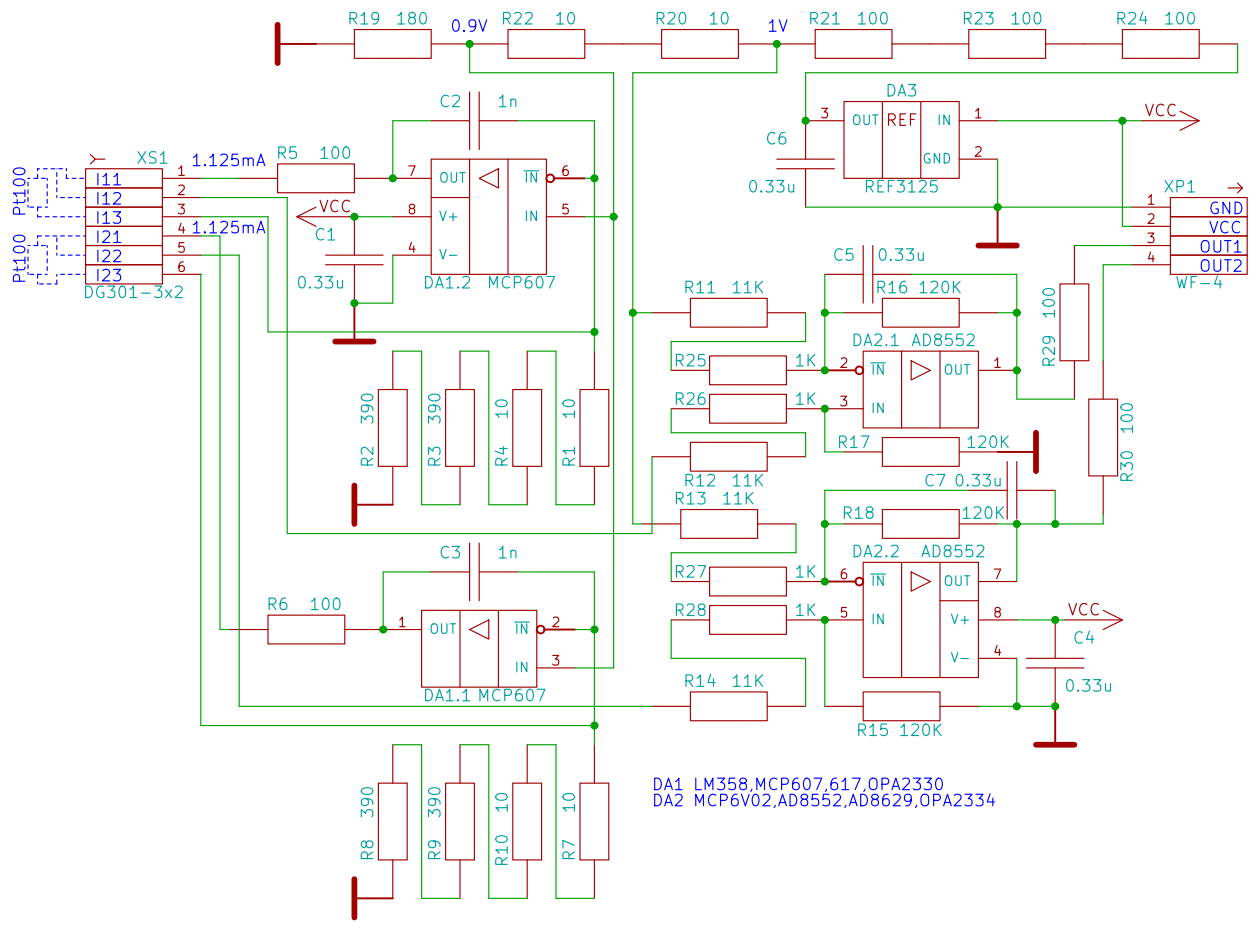 R19 180
0.9V
R22 10
R20 10
1V
R21 100
R23 100
R24 100
C2 1n
DA3
3 OUT REF IN 1
GND 2
REF3125
VCC
C6
0.33u
XS1
1.125mA
R5 100
Pt100
I11 1
I12 2
I13 3
1.125mA
Pt100
I21 4
I22 5
I23 6
DG301-3x2
7 OUT IN 6
VCC
8 V+ IN 5
4 V-
C1
0.33u
DA1.2 MCP607
XP1
1 GND
2 VCC
3 OUT1
4 OUT2
WF-4
C5 0.33u
R11 11K
R16 120K
R29 100
DA2.1 AD8552
R25 1K
2 IN OUT 1
R26 1K
3 IN
R17 120K
R12 11K
R30 100
R2 390
R3 390
R4 10
R1 10
C7 0.33u
R13 11K
R18 120K
DA2.2 AD8552
R27 1K
6 IN OUT 7
R28 1K
5 IN V+ 8
V- 4
VCC
C4
0.33u
C3 1n
R6 100
1 OUT IN 2
IN 3
DA1.1 MCP607
R14 11K
R15 120K
R8 390
R9 390
R10 10
R7 10
DA1 LM358,MCP607,617,OPA2330
DA2 MCP6V02,AD8552,AD8629,OPA2334